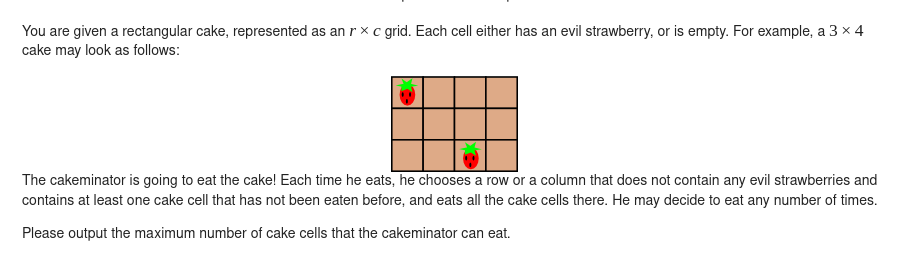 You are given a rectangular cake, represented as an r × c grid. Each cell either has an evil strawberry, or is empty. For example, a 3 × 4
cake may look as follows:
The cakeminator is going to eat the cake! Each time he eats, he chooses a row or a column that does not contain any evil strawberries and
contains at least one cake cell that has not been eaten before, and eats all the cake cells there. He may decide to eat any number of times.
Please output the maximum number of cake cells that the cakeminator can eat.